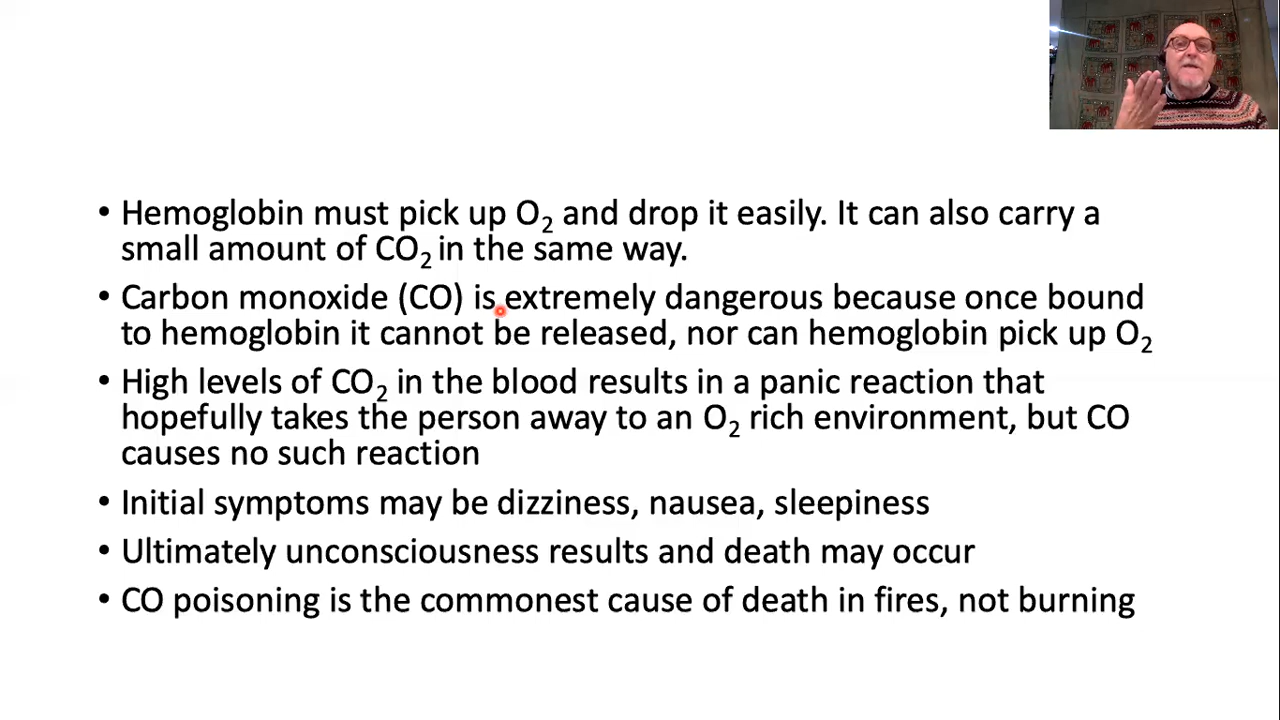 • Hemoglobin must pick up O₂ and drop it easily. It can also carry a
small amount of CO₂ in the same way.
• Carbon monoxide (CO) is extremely dangerous because once bound
to hemoglobin it cannot be released, nor can hemoglobin pick up O₂
• High levels of CO₂ in the blood results in a panic reaction that
hopefully takes the person away to an O₂ rich environment, but CO
causes no such reaction
• Initial symptoms may be dizziness, nausea, sleepiness
• Ultimately unconsciousness results and death may occur
• CO poisoning is the commonest cause of death in fires, not burning